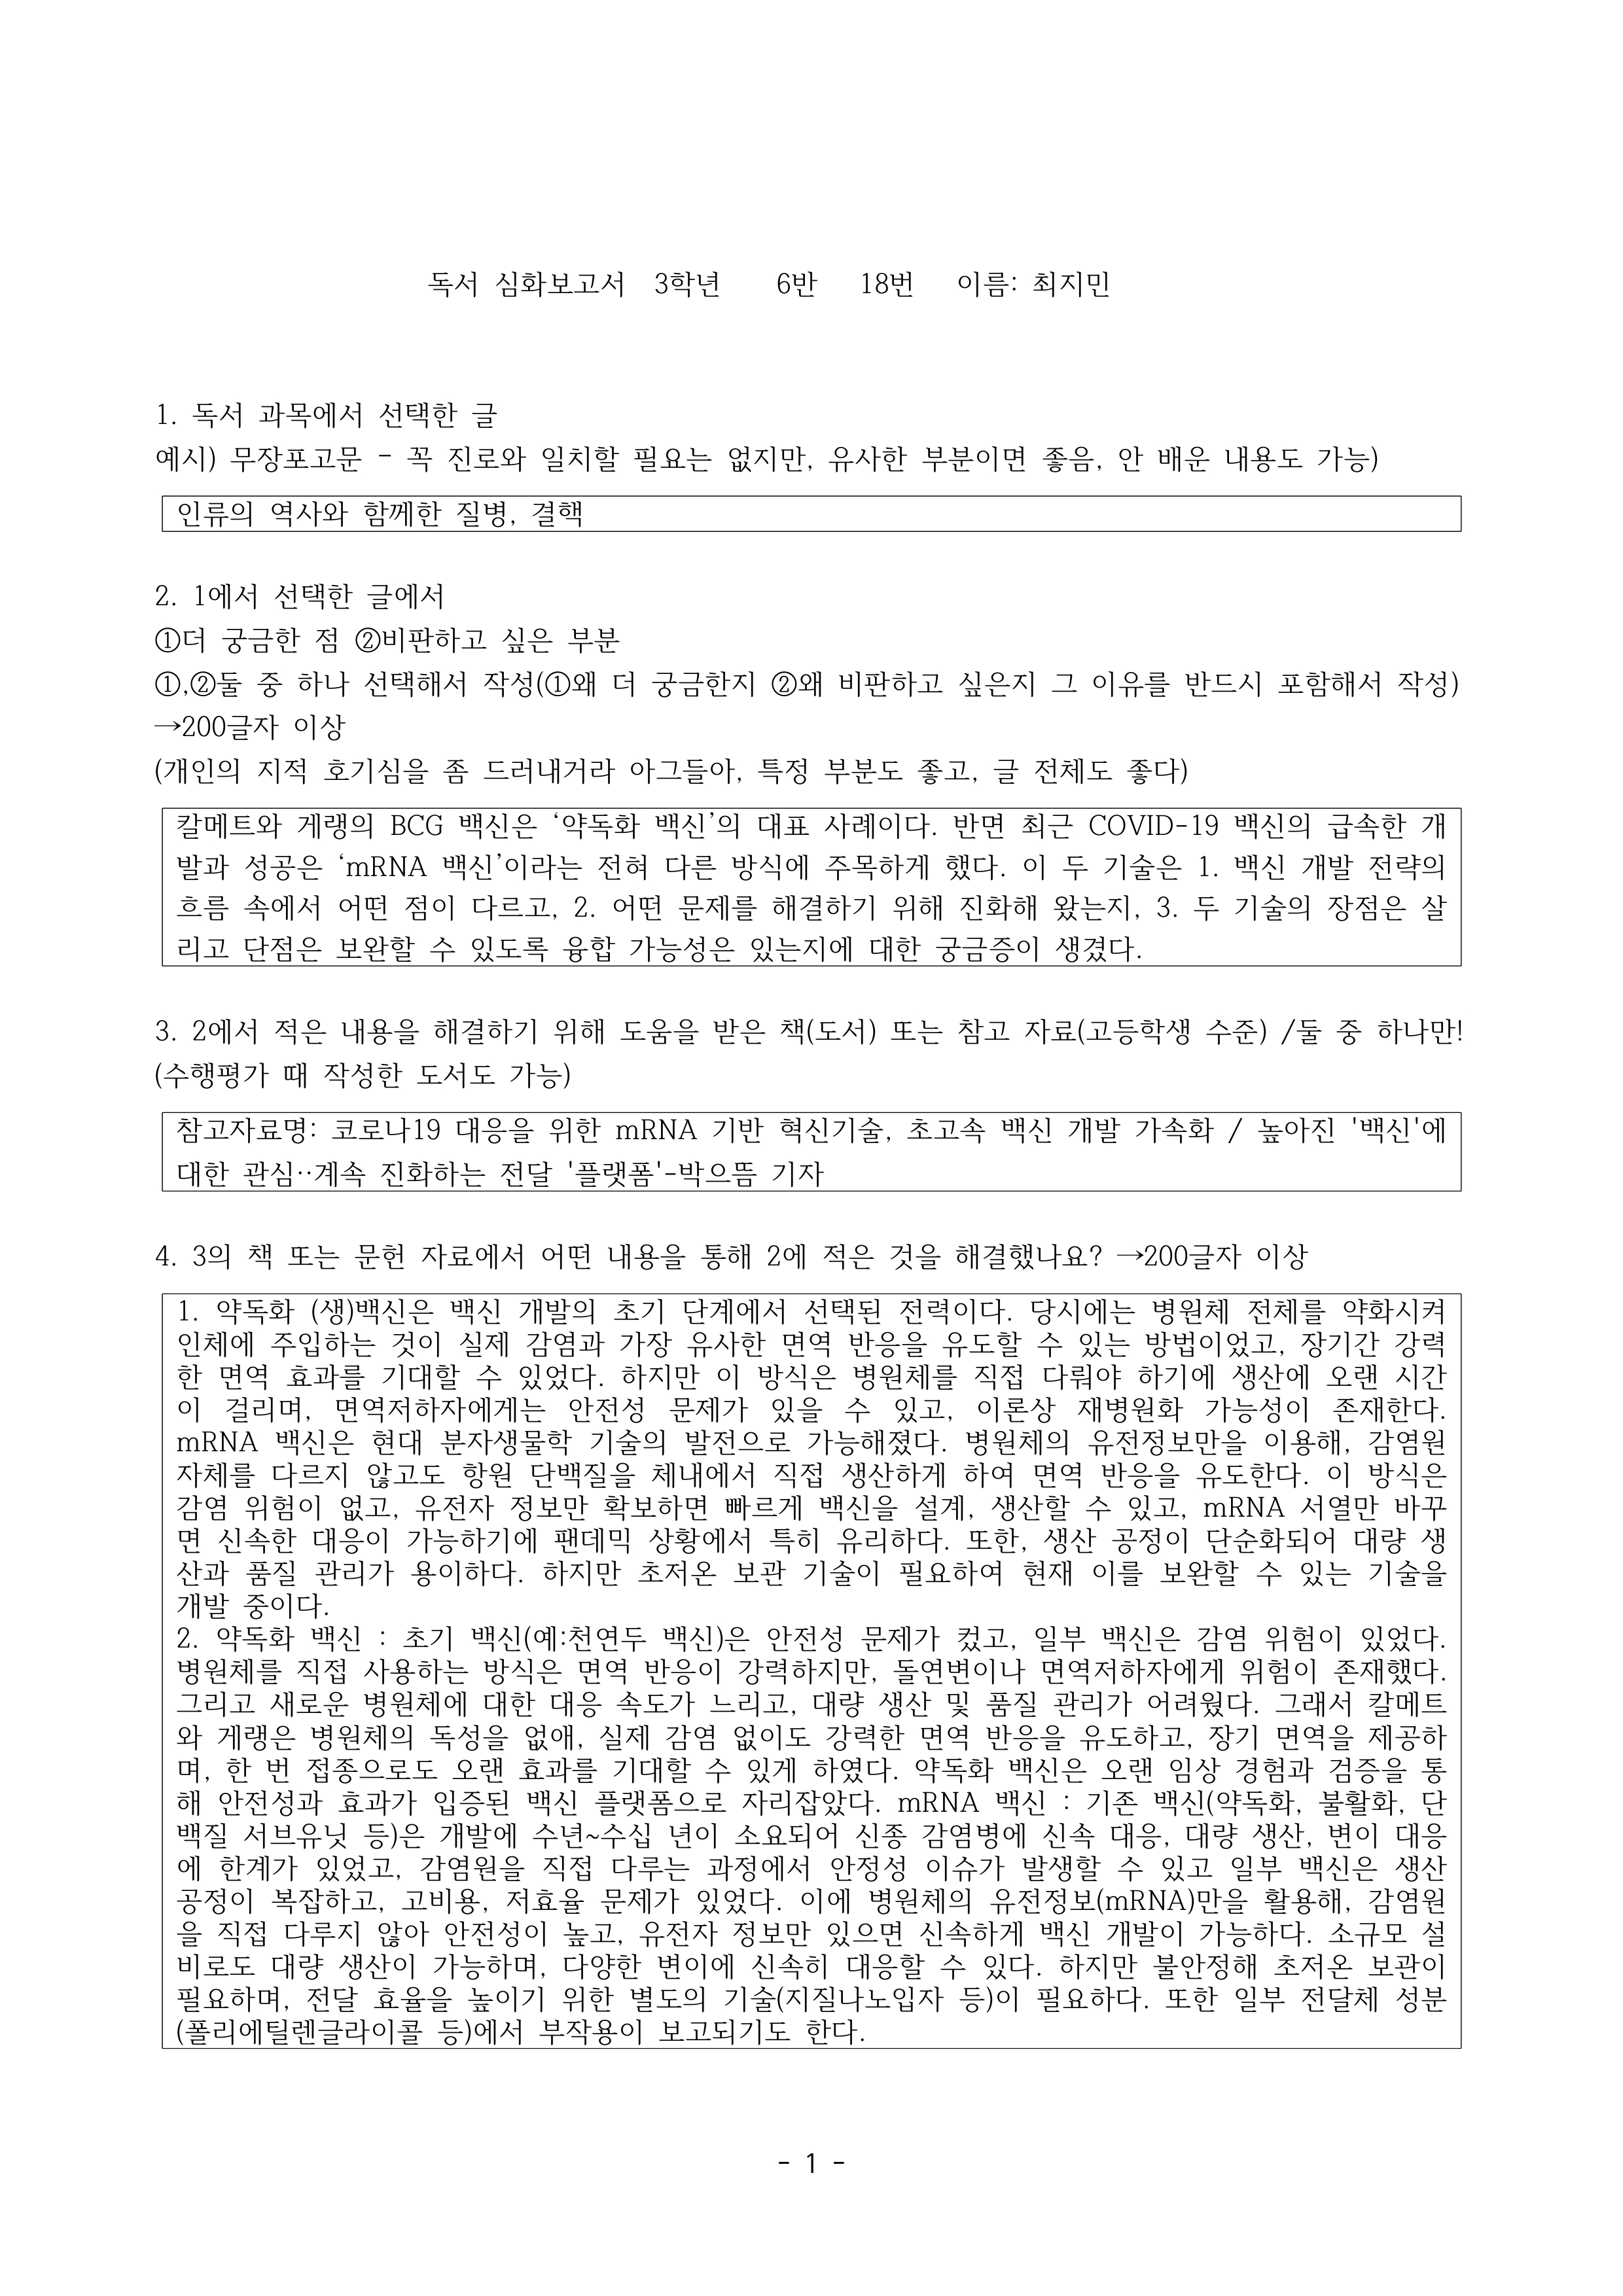 독서 심화보고서 3학년 6반 18번 이름: 최지민
1. 독서 과목에서 선택한 글
예시) 무장포고문 - 꼭 진로와 일치할 필요는 없지만, 유사한 부분이면 좋음, 안 배운 내용도 가능)
인류의 역사와 함께한 질병, 결핵
2. 1에서 선택한 글에서
①더 궁금한 점 ②비판하고 싶은 부분
①,②둘 중 하나 선택해서 작성(①왜 더 궁금한지 ②왜 비판하고 싶은지 그 이유를 반드시 포함해서 작성)
→200글자 이상
(개인의 지적 호기심을 좀 드러내거라 아그들아, 특정 부분도 좋고, 글 전체도 좋다)
칼메트와 게랭의 BCG 백신은 ‘약독화 백신’의 대표 사례이다. 반면 최근 COVID-19 백신의 급속한 개
발과 성공은 ‘mRNA 백신’이라는 전혀 다른 방식에 주목하게 했다. 이 두 기술은 1. 백신 개발 전략의
흐름 속에서 어떤 점이 다르고, 2. 어떤 문제를 해결하기 위해 진화해 왔는지, 3. 두 기술의 장점은 살
리고 단점은 보완할 수 있도록 융합 가능성은 있는지에 대한 궁금증이 생겼다.
3. 2에서 적은 내용을 해결하기 위해 도움을 받은 책(도서) 또는 참고 자료(고등학생 수준) /둘 중 하나만!
(수행평가 때 작성한 도서도 가능)
참고자료명: 코로나19 대응을 위한 mRNA 기반 혁신기술, 초고속 백신 개발 가속화 / 높아진 '백신'에
대한 관심··계속 진화하는 전달 '플랫폼'-박으뜸 기자
4. 3의 책 또는 문헌 자료에서 어떤 내용을 통해 2에 적은 것을 해결했나요? →200글자 이상
1. 약독화 (생)백신은 백신 개발의 초기 단계에서 선택된 전력이다. 당시에는 병원체 전체를 약화시켜
인체에 주입하는 것이 실제 감염과 가장 유사한 면역 반응을 유도할 수 있는 방법이었고, 장기간 강력
한 면역 효과를 기대할 수 있었다. 하지만 이 방식은 병원체를 직접 다뤄야 하기에 생산에 오랜 시간
이 걸리며, 면역저하자에게는 안전성 문제가 있을 수 있고, 이론상 재병원화 가능성이 존재한다.
mRNA 백신은 현대 분자생물학 기술의 발전으로 가능해졌다. 병원체의 유전정보만을 이용해, 감염원
자체를 다르지 않고도 항원 단백질을 체내에서 직접 생산하게 하여 면역 반응을 유도한다. 이 방식은
감염 위험이 없고, 유전자 정보만 확보하면 빠르게 백신을 설계, 생산할 수 있고, mRNA 서열만 바꾸
면 신속한 대응이 가능하기에 팬데믹 상황에서 특히 유리하다. 또한, 생산 공정이 단순화되어 대량 생
산과 품질 관리가 용이하다. 하지만 초저온 보관 기술이 필요하여 현재 이를 보완할 수 있는 기술을
개발 중이다.
2. 약독화 백신 : 초기 백신(예:천연두 백신)은 안전성 문제가 컸고, 일부 백신은 감염 위험이 있었다.
병원체를 직접 사용하는 방식은 면역 반응이 강력하지만, 돌연변이나 면역저하자에게 위험이 존재했다.
그리고 새로운 병원체에 대한 대응 속도가 느리고, 대량 생산 및 품질 관리가 어려웠다. 그래서 칼메트
와 게랭은 병원체의 독성을 없애, 실제 감염 없이도 강력한 면역 반응을 유도하고, 장기 면역을 제공하
며, 한 번 접종으로도 오랜 효과를 기대할 수 있게 하였다. 약독화 백신은 오랜 임상 경험과 검증을 통
해 안전성과 효과가 입증된 백신 플랫폼으로 자리잡았다. mRNA 백신 : 기존 백신(약독화, 불활화, 단
백질 서브유닛 등)은 개발에 수년~수십 년이 소요되어 신종 감염병에 신속 대응, 대량 생산, 변이 대응
에 한계가 있었고, 감염원을 직접 다루는 과정에서 안정성 이슈가 발생할 수 있고 일부 백신은 생산
공정이 복잡하고, 고비용, 저효율 문제가 있었다. 이에 병원체의 유전정보(mRNA)만을 활용해, 감염원
을 직접 다루지 않아 안전성이 높고, 유전자 정보만 있으면 신속하게 백신 개발이 가능하다. 소규모 설
비로도 대량 생산이 가능하며, 다양한 변이에 신속히 대응할 수 있다. 하지만 불안정해 초저온 보관이
필요하며, 전달 효율을 높이기 위한 별도의 기술(지질나노입자 등)이 필요하다. 또한 일부 전달체 성분
(폴리에틸렌글라이콜 등)에서 부작용이 보고되기도 한다.
- 1 -